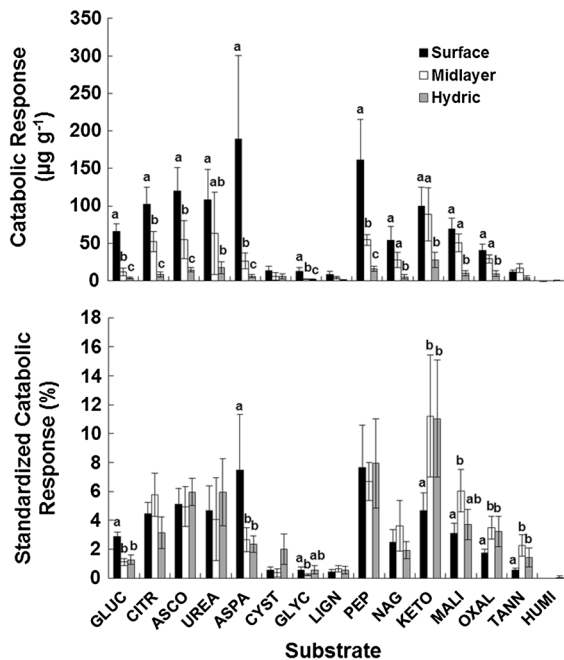 350
300
250
200
150
100
50
0
Catabolic Response
(µg g-1)
Surface
Midlayer
Hydric
a b c
a b c
a b c
a ab b
a b c
a b c
a b c
a a b
a a b
a a b
a a b
18
16
14
12
10
8
6
4
2
0
Standardized Catabolic
Response (%)
a b b
a b b
a b ab
a b b
a b ab
a b b
a b b
GLUC CITR ASCO UREA ASPA CYST GLYC LIGN PEP NAG KETO MALI OXAL TANN HUMI
Substrate